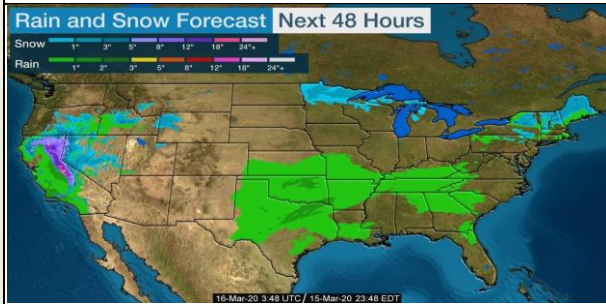 Rain and Snow Forecast Next 48 Hours
Snow
1" 3" 5" 8" 12" 18" 24"+
Rain
1" 2" 3" 5" 8" 12" 18" 24"+
16-Mar-20 3:48 UTC / 15-Mar-20 23:48 EDT